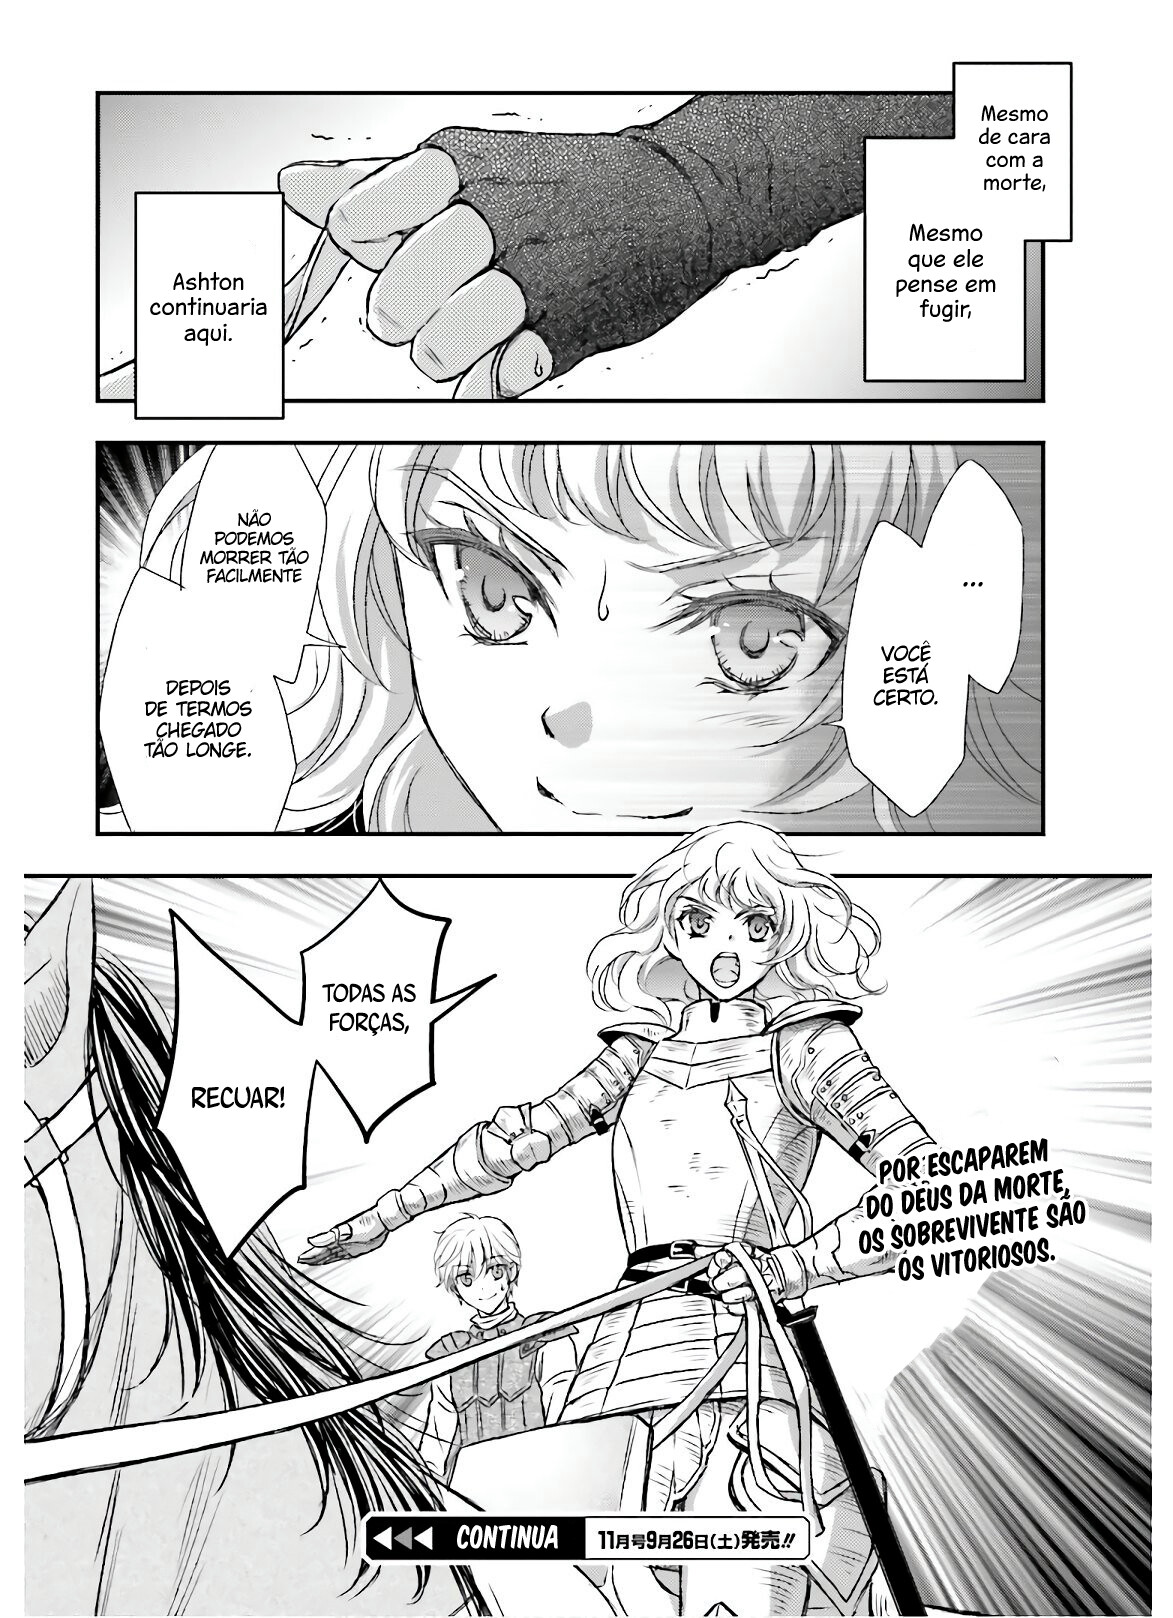 Mesmo
de cara
com a
morte,
Mesmo
que ele
pense em
fugir,
Ashton
continuaria
aqui.
...
VOCÊ
ESTÁ
CERTO.
NÃO
PODEMOS
MORRER TÃO
FACILMENTE
DEPOIS
DE TERMOS
CHEGADO
TÃO LONGE.
TODAS AS
FORÇAS,
RECUAR!
POR ESCAPAREM
DO DEUS DA MORTE,
OS SOBREVIVENTE SÃO
OS VITORIOSOS.
CONTINUA
11月号9月26日(土)発売!!